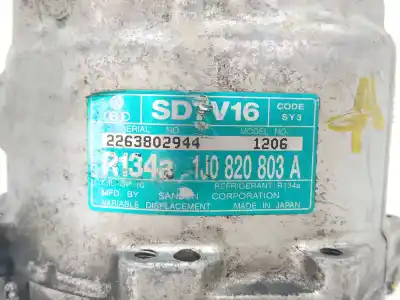 SD7V16 CODE SY3
SERIAL NO. MODEL NO.
2263802944 1206
R134a 1J0 820 803 A
REFRIGERANT R134a
MFD BY SANDEN CORPORATION
VARIABLE DISPLACEMENT MADE IN JAPAN